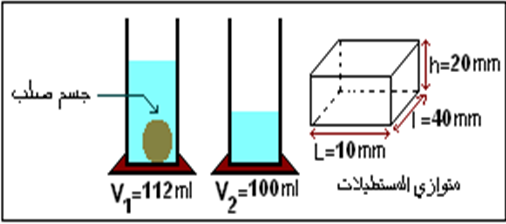 جسم صلب
V₁=112ml
V₂=100ml
h=20mm
l=40mm
L=10mm
متوازي المستطيلات